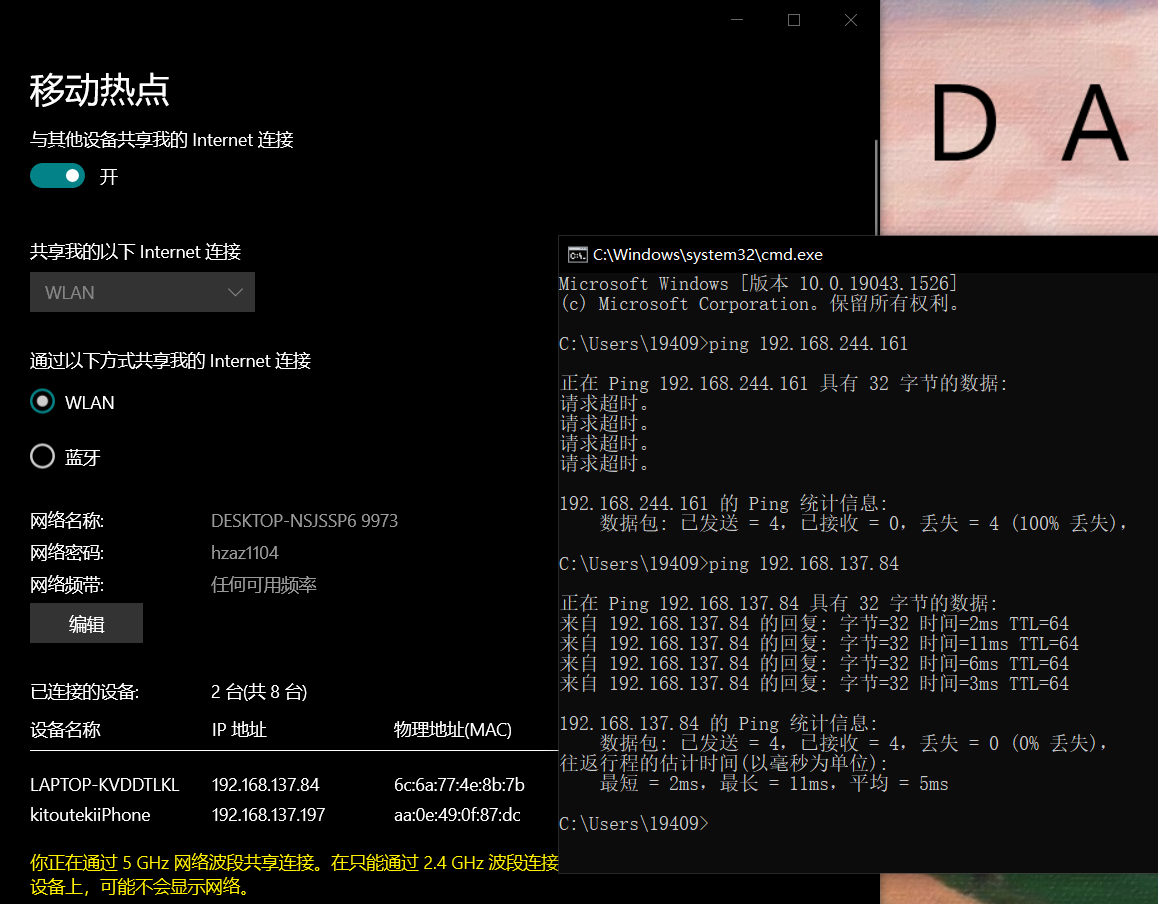 移动热点
与其他设备共享我的 Internet 连接
开
共享我的以下 Internet 连接
WLAN
通过以下方式共享我的 Internet 连接
WLAN
蓝牙
网络名称: DESKTOP-NSJSSP6 9973
网络密码: hzaz1104
网络频带: 任何可用频率
编辑
已连接的设备: 2 台(共 8 台)
设备名称 IP 地址 物理地址(MAC)
LAPTOP-KVDDTLKL 192.168.137.84 6c:6a:77:4e:8b:7b
kitoutekiiPhone 192.168.137.197 aa:0e:49:0f:87:dc
你正在通过 5 GHz 网络波段共享连接。在只能通过 2.4 GHz 波段连接
设备上，可能不会显示网络。
D A
C:\Windows\system32\cmd.exe
Microsoft Windows [版本 10.0.19043.1526]
(c) Microsoft Corporation。保留所有权利。
C:\Users\19409>ping 192.168.244.161
正在 Ping 192.168.244.161 具有 32 字节的数据:
请求超时。
请求超时。
请求超时。
请求超时。
192.168.244.161 的 Ping 统计信息:
数据包: 已发送 = 4，已接收 = 0，丢失 = 4 (100% 丢失)，
C:\Users\19409>ping 192.168.137.84
正在 Ping 192.168.137.84 具有 32 字节的数据:
来自 192.168.137.84 的回复: 字节=32 时间=2ms TTL=64
来自 192.168.137.84 的回复: 字节=32 时间=11ms TTL=64
来自 192.168.137.84 的回复: 字节=32 时间=6ms TTL=64
来自 192.168.137.84 的回复: 字节=32 时间=3ms TTL=64
192.168.137.84 的 Ping 统计信息:
数据包: 已发送 = 4，已接收 = 4，丢失 = 0 (0% 丢失)，
往返行程的估计时间(以毫秒为单位):
最短 = 2ms，最长 = 11ms，平均 = 5ms
C:\Users\19409>